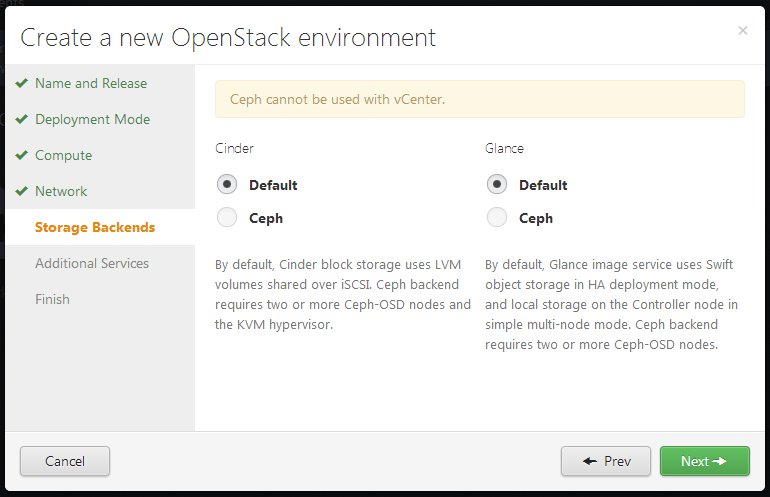 Create a new OpenStack environment
×
Name and Release
Deployment Mode
Compute
Network
Storage Backends
Additional Services
Finish
Ceph cannot be used with vCenter.
Cinder
Default
Ceph
By default, Cinder block storage uses LVM
volumes shared over iSCSI. Ceph backend
requires two or more Ceph-OSD nodes and
the KVM hypervisor.
Glance
Default
Ceph
By default, Glance image service uses Swift
object storage in HA deployment mode,
and local storage on the Controller node in
simple multi-node mode. Ceph backend
requires two or more Ceph-OSD nodes.
Cancel
Prev
Next